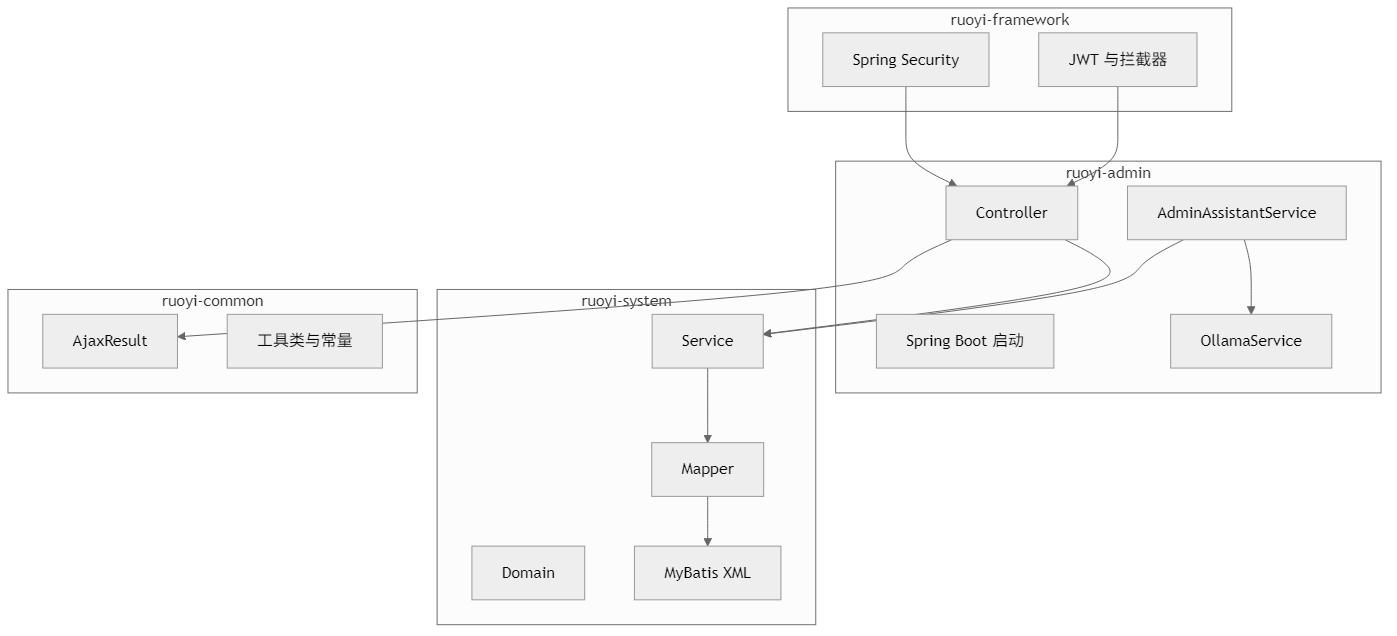 ruoyi-framework
Spring Security
JWT 与拦截器
ruoyi-admin
Controller
AdminAssistantService
ruoyi-common
ruoyi-system
AjaxResult
工具类与常量
Service
Spring Boot 启动
OllamaService
Mapper
Domain
MyBatis XML